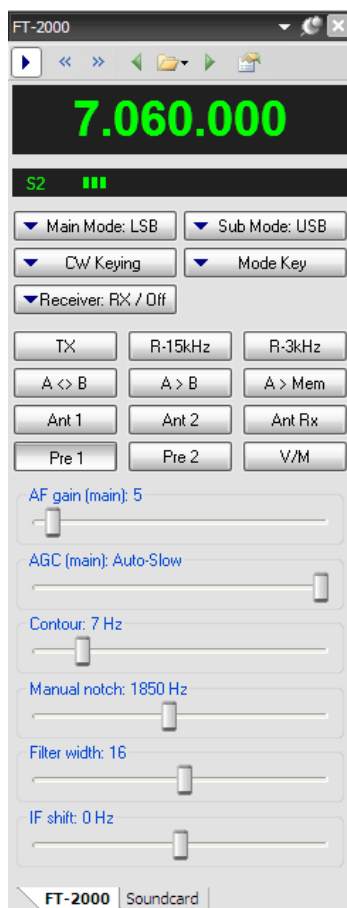 FT-2000
7.060.000
S2
Main Mode: LSB Sub Mode: USB
CW Keying Mode Key
Receiver: RX / Off
TX R-15kHz R-3kHz
A <> B A > B A > Mem
Ant 1 Ant 2 Ant Rx
Pre 1 Pre 2 V/M
AF gain (main): 5
AGC (main): Auto-Slow
Contour: 7 Hz
Manual notch: 1850 Hz
Filter width: 16
IF shift: 0 Hz
FT-2000 Soundcard